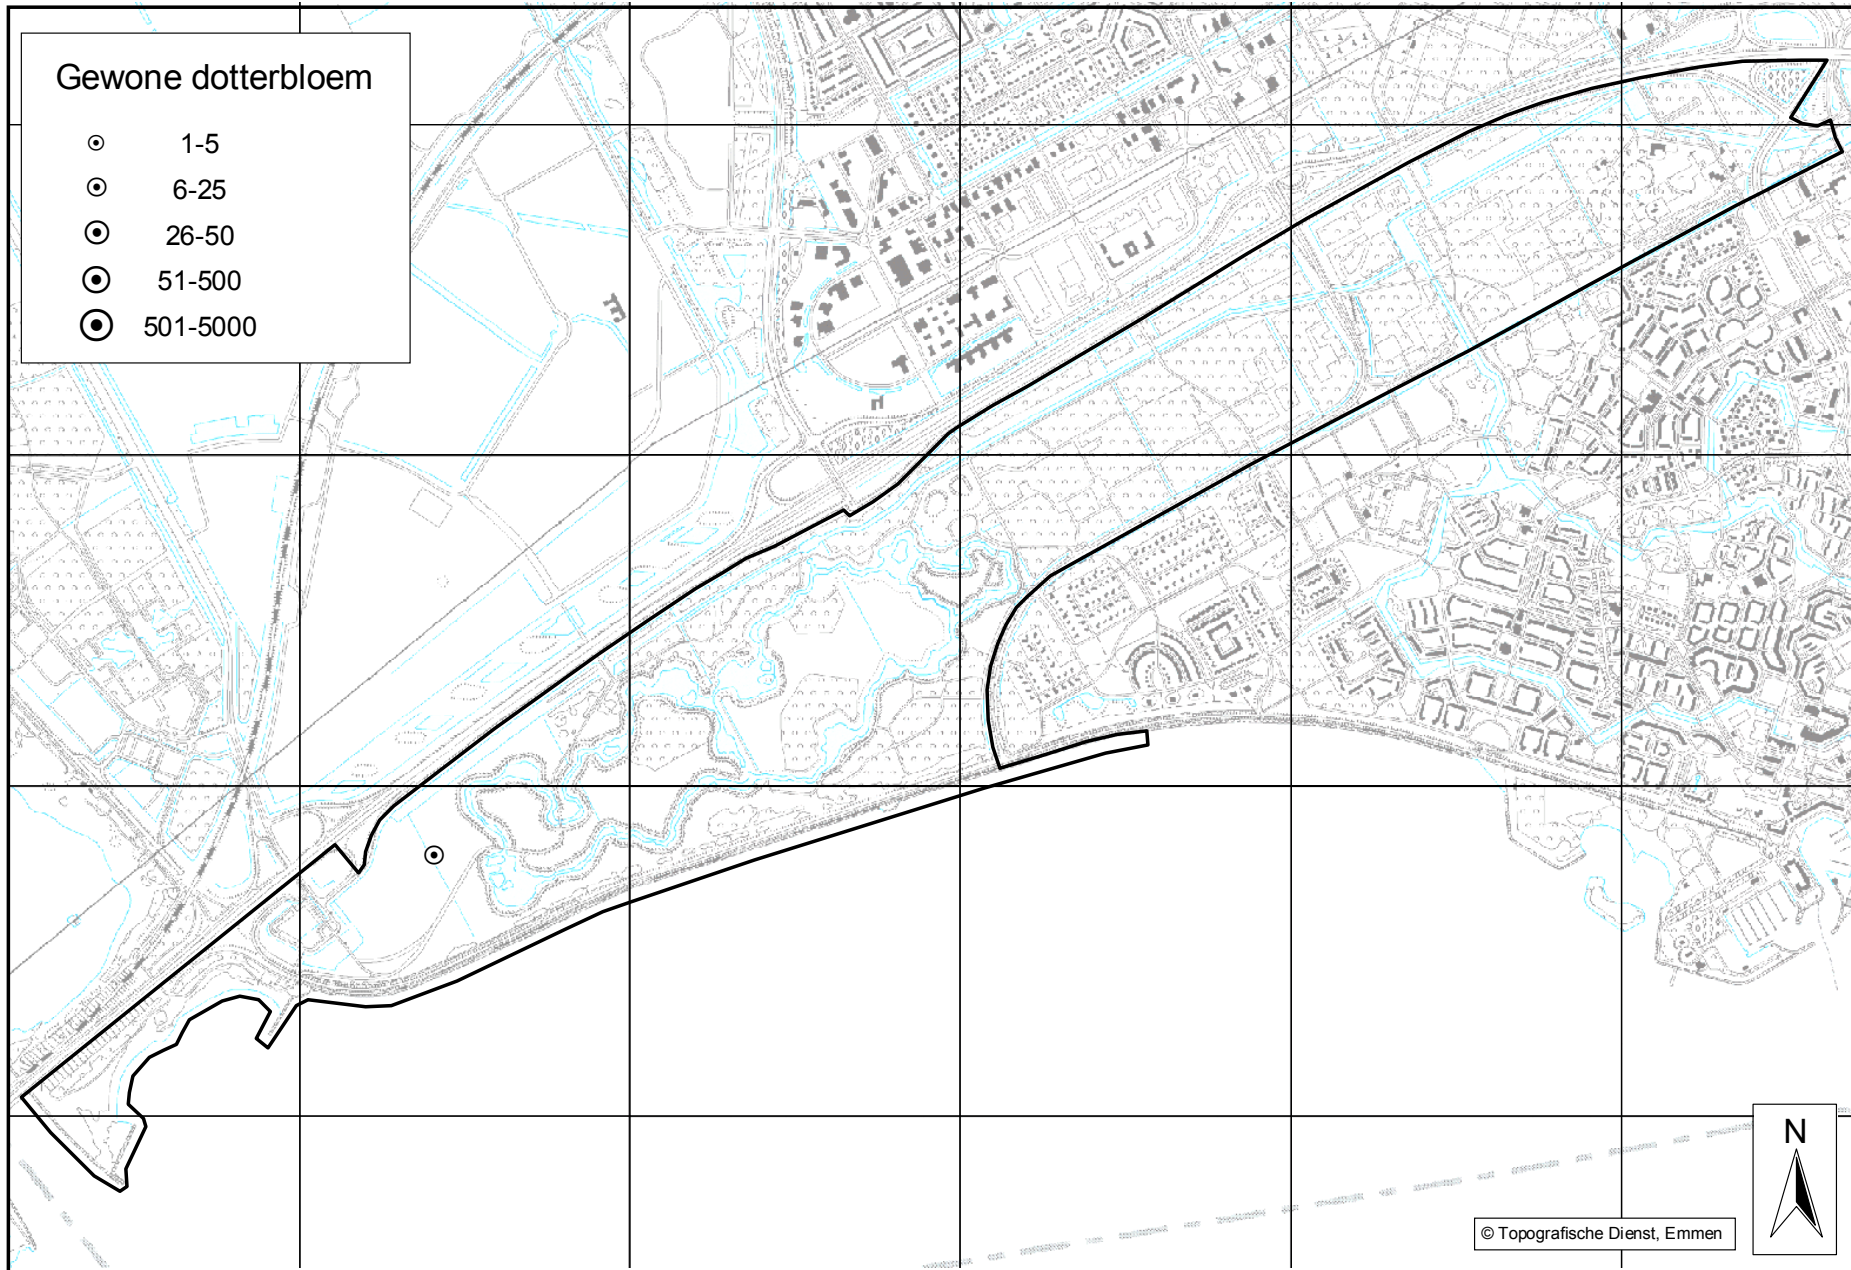 Gewone dotterbloem
1-5
6-25
26-50
51-500
501-5000
N
© Topografische Dienst, Emmen